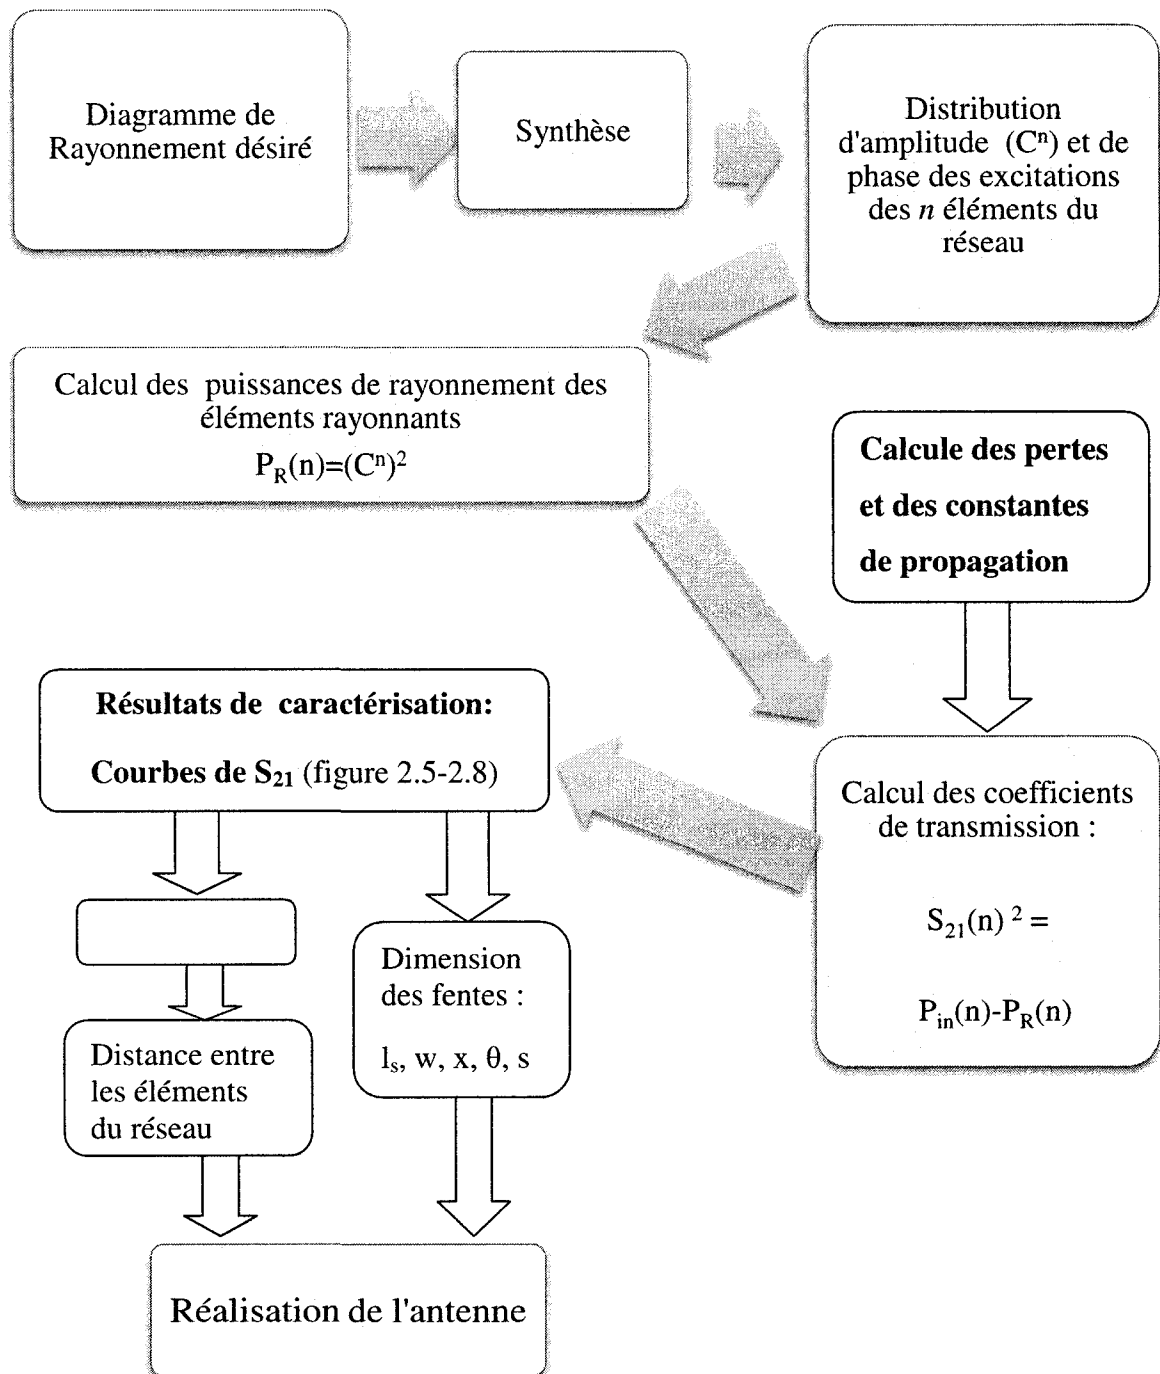 Diagramme de
Rayonnement désiré
Synthèse
Distribution
d'amplitude (Cⁿ) et de
phase des excitations
des n éléments du
réseau
Calcul des puissances de rayonnement des
éléments rayonnants
P_R(n)=(Cⁿ)²
Calcule des pertes
et des constantes
de propagation
Calcul des coefficients
de transmission :
S₂₁(n) ² =
P_in(n)-P_R(n)
Résultats de caractérisation:
Courbes de S₂₁ (figure 2.5-2.8)
Dimension
des fentes :
lₛ, w, x, θ, s
Distance entre
les éléments
du réseau
Réalisation de l'antenne